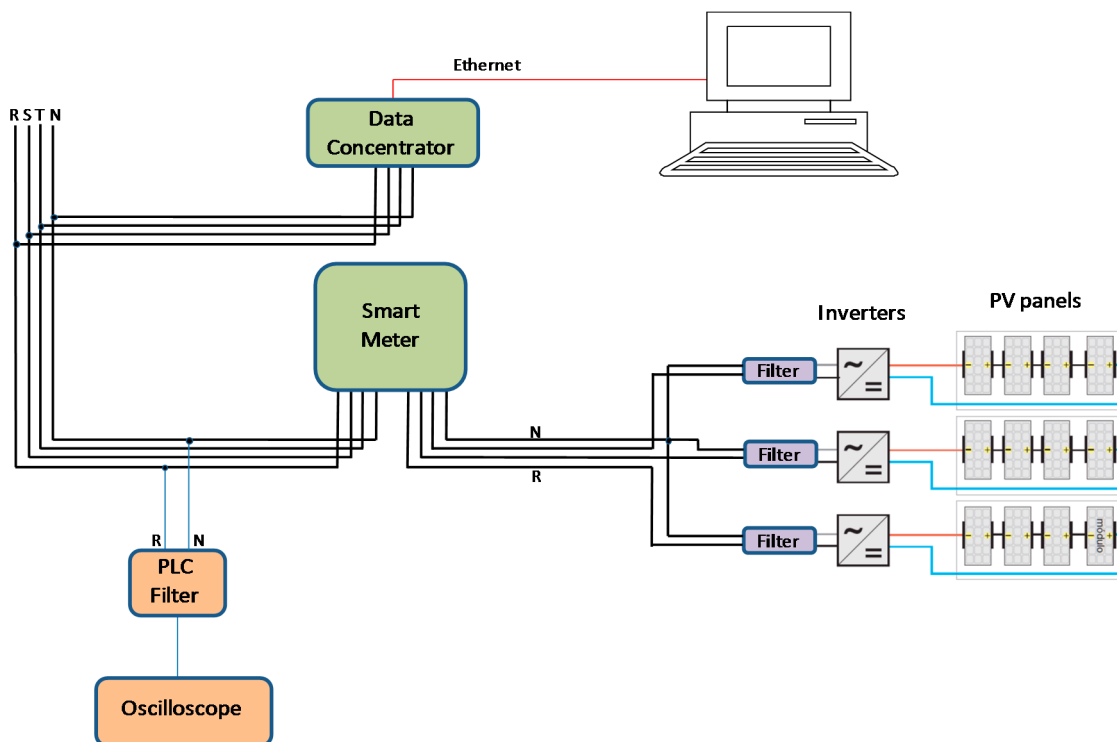 Ethernet
R S T N
Data
Concentrator
Smart
Meter
Inverters
PV panels
Filter
N
Filter
R
Filter
módulo
R
N
PLC
Filter
Oscilloscope